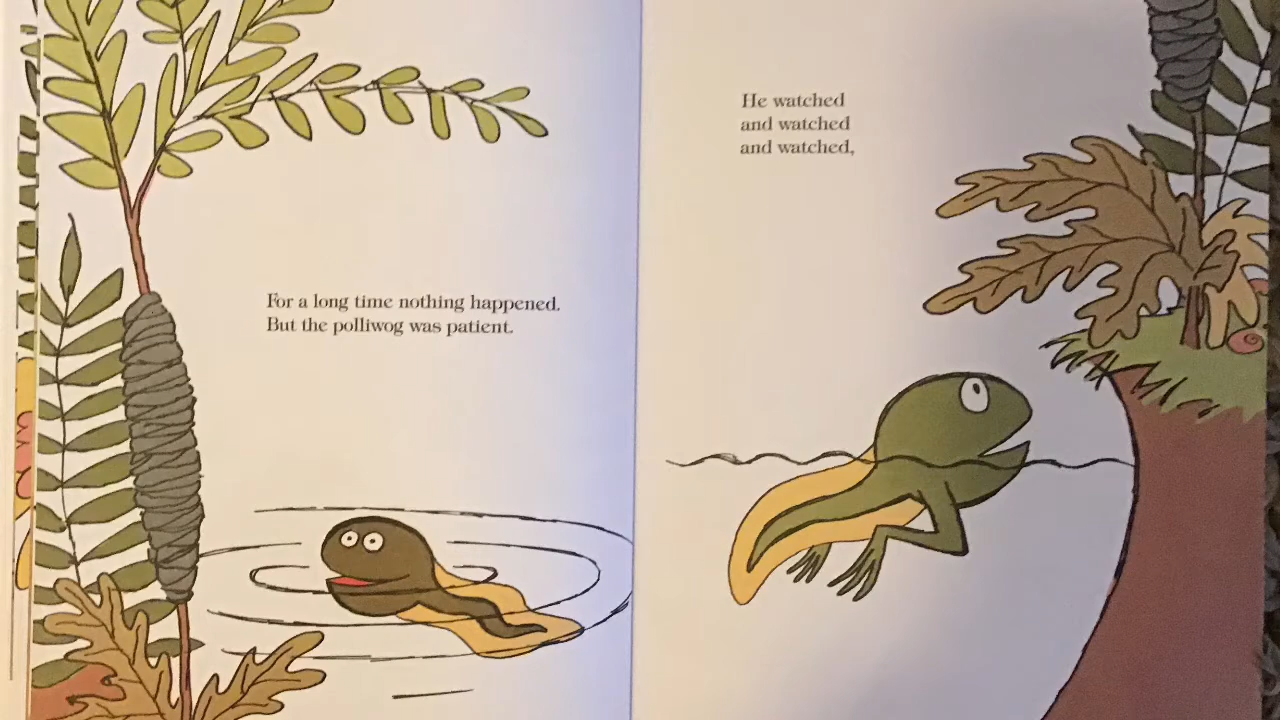 For a long time nothing happened.
But the polliwog was patient.
He watched
and watched
and watched,